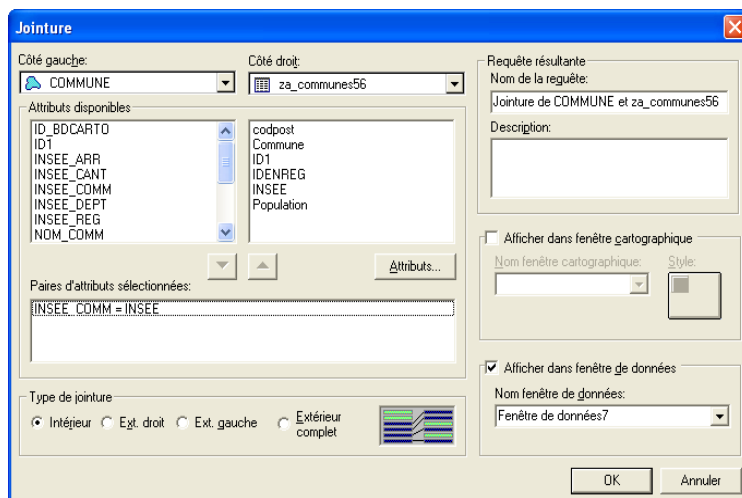 Jointure
Côté gauche:
COMMUNE
Côté droit:
za_communes56
Attributs disponibles
ID_BDCARTO
ID1
INSEE_ARR
INSEE_CANT
INSEE_COMM
INSEE_DEPT
INSEE_REG
NOM_COMM
codpost
Commune
ID1
IDENREG
INSEE
Population
Attributs...
Paires d'attributs sélectionnées:
INSEE_COMM = INSEE
Type de jointure
Intérieur
Ext. droit
Ext. gauche
Extérieur
complet
Requête résultante
Nom de la requête:
Jointure de COMMUNE et za_communes56
Description:
Afficher dans fenêtre cartographique
Nom fenêtre cartographique:
Style:
Afficher dans fenêtre de données
Nom fenêtre de données:
Fenêtre de données7
OK
Annuler